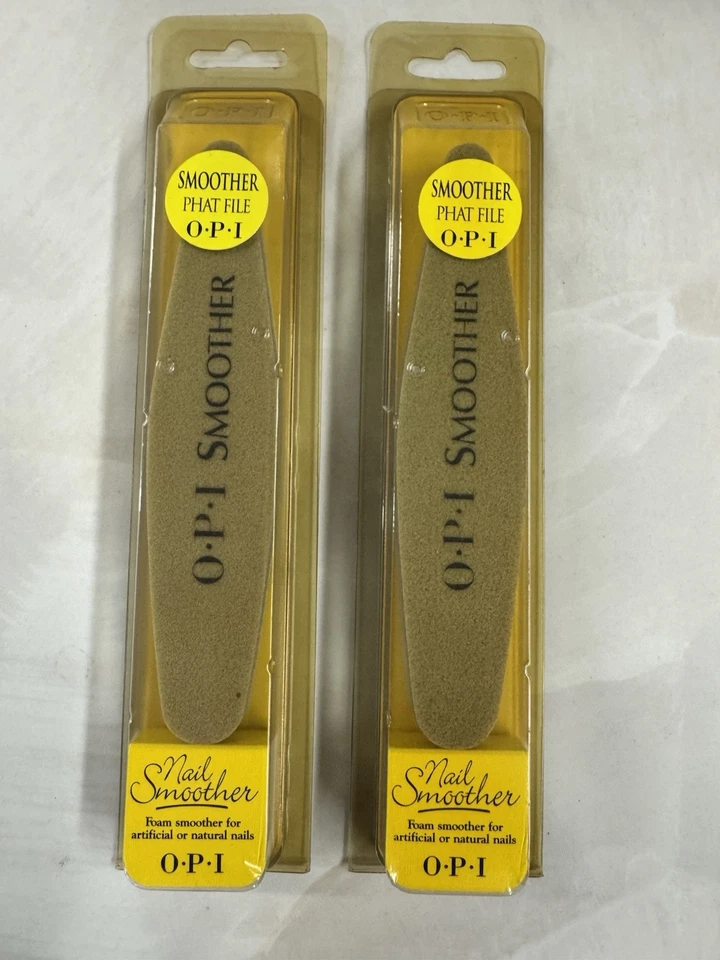 SMOOTHER
PHAT FILE
O·P·I
O·P·I SMOOTHER
Nail
Smoother
Foam smoother for
artificial or natural nails
O·P·I
SMOOTHER
PHAT FILE
O·P·I
O·P·I SMOOTHER
Nail
Smoother
Foam smoother for
artificial or natural nails
O·P·I